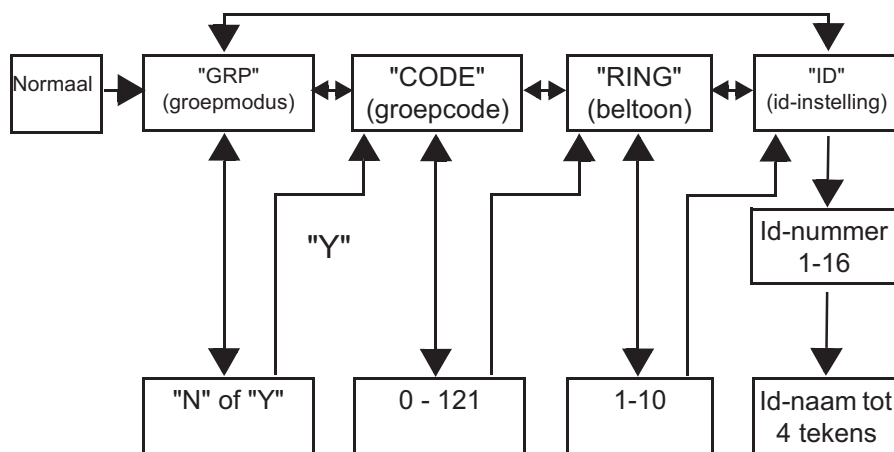 Normaal
"GRP"
(groepmodus)
"CODE"
(groepcode)
"RING"
(beltoon)
"ID"
(id-instelling)
"Y"
Id-nummer
1-16
"N" of "Y"
0 - 121
1-10
Id-naam tot
4 tekens